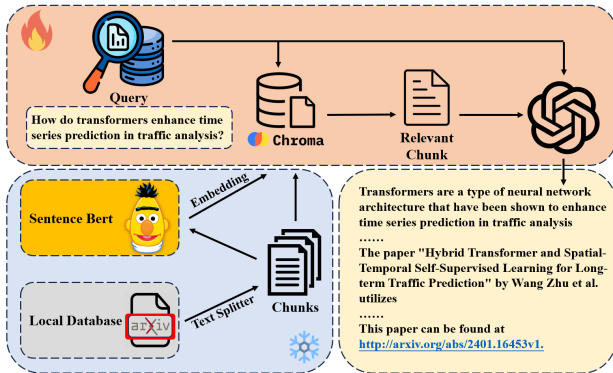 Query
How do transformers enhance time
series prediction in traffic analysis?
Chroma
Relevant
Chunk
Sentence Bert
Embedding
Local Database
arXiv
Text Splitter
Chunks
Transformers are a type of neural network
architecture that have been shown to enhance
time series prediction in traffic analysis
......
The paper "Hybrid Transformer and Spatial-
Temporal Self-Supervised Learning for Long-
term Traffic Prediction" by Wang Zhu et al.
utilizes
......
This paper can be found at
http://arxiv.org/abs/2401.16453v1.